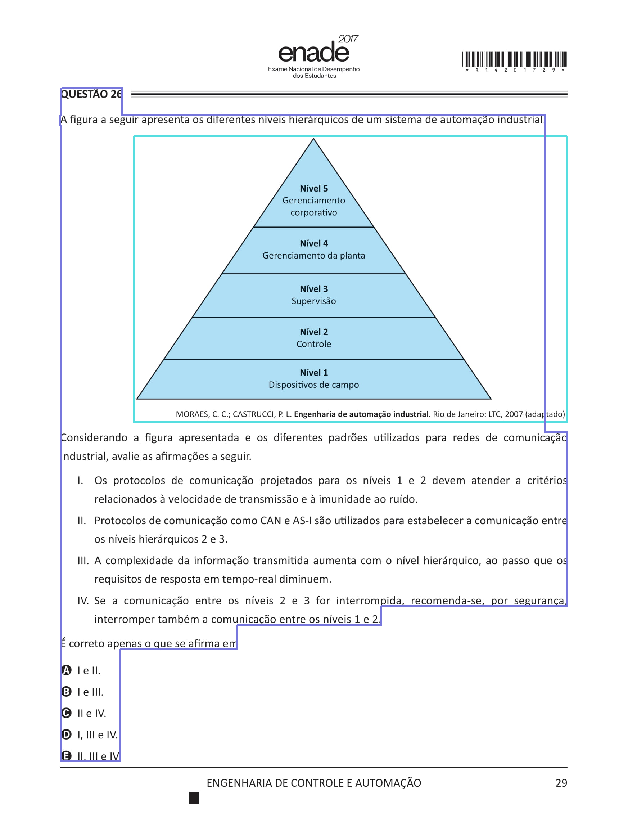 enade 2017
Exame Nacional de Desempenho
dos Estudantes
*R14201729*
QUESTÃO 26
A figura a seguir apresenta os diferentes níveis hierárquicos de um sistema de automação industrial.
Nível 5
Gerenciamento
corporativo
Nível 4
Gerenciamento da planta
Nível 3
Supervisão
Nível 2
Controle
Nível 1
Dispositivos de campo
MORAES, C. C.; CASTRUCCI, P. L. Engenharia de automação industrial. Rio de Janeiro: LTC, 2007 (adaptado).
Considerando a figura apresentada e os diferentes padrões utilizados para redes de comunicação
industrial, avalie as afirmações a seguir.
I. Os protocolos de comunicação projetados para os níveis 1 e 2 devem atender a critérios
relacionados à velocidade de transmissão e à imunidade ao ruído.
II. Protocolos de comunicação como CAN e AS-I são utilizados para estabelecer a comunicação entre
os níveis hierárquicos 2 e 3.
III. A complexidade da informação transmitida aumenta com o nível hierárquico, ao passo que os
requisitos de resposta em tempo-real diminuem.
IV. Se a comunicação entre os níveis 2 e 3 for interrompida, recomenda-se, por segurança,
interromper também a comunicação entre os níveis 1 e 2.
É correto apenas o que se afirma em
A I e II.
B I e III.
C II e IV.
D I, III e IV.
E II, III e IV.
ENGENHARIA DE CONTROLE E AUTOMAÇÃO 29